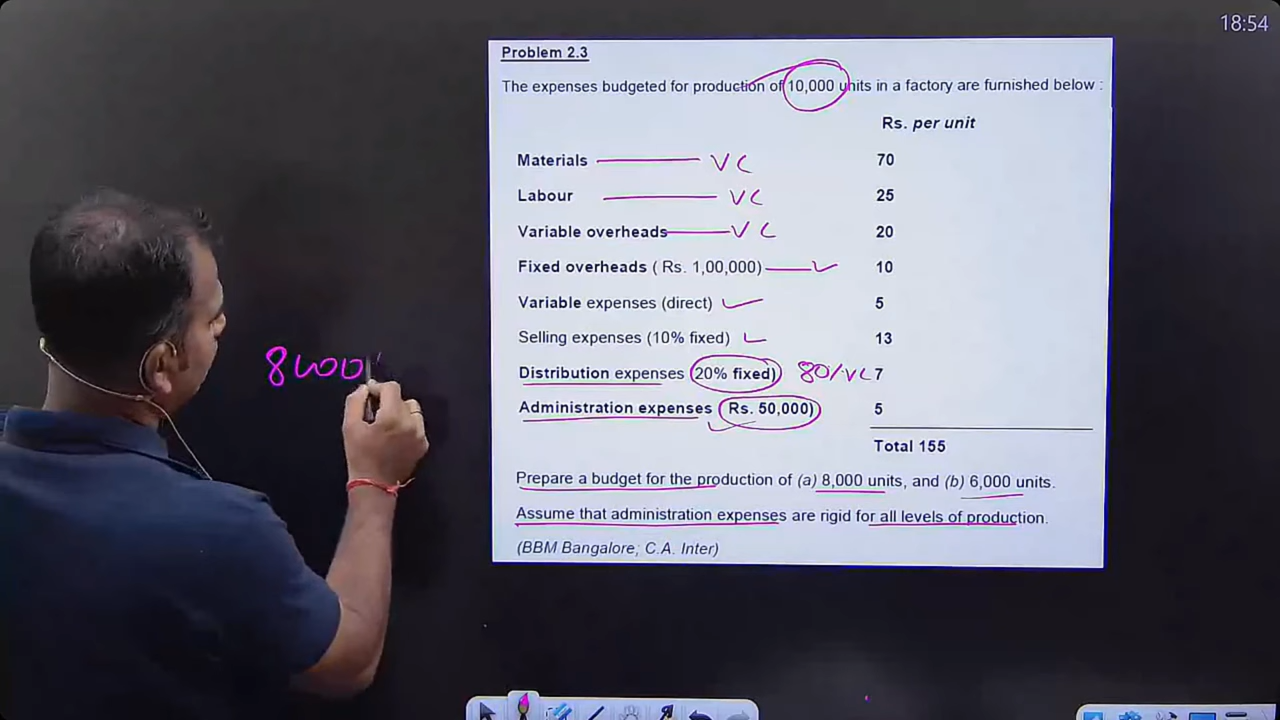 18:54
Problem 2.3
The expenses budgeted for production of 10,000 units in a factory are furnished below :
Rs. per unit
Materials VC 70
Labour VC 25
Variable overheads VC 20
Fixed overheads ( Rs. 1,00,000) 10
Variable expenses (direct) 5
Selling expenses (10% fixed) 13
Distribution expenses (20% fixed) 80% VC 7
Administration expenses (Rs. 50,000) 5
Total 155
8000
Prepare a budget for the production of (a) 8,000 units, and (b) 6,000 units.
Assume that administration expenses are rigid for all levels of production.
(BBM Bangalore; C.A. Inter)